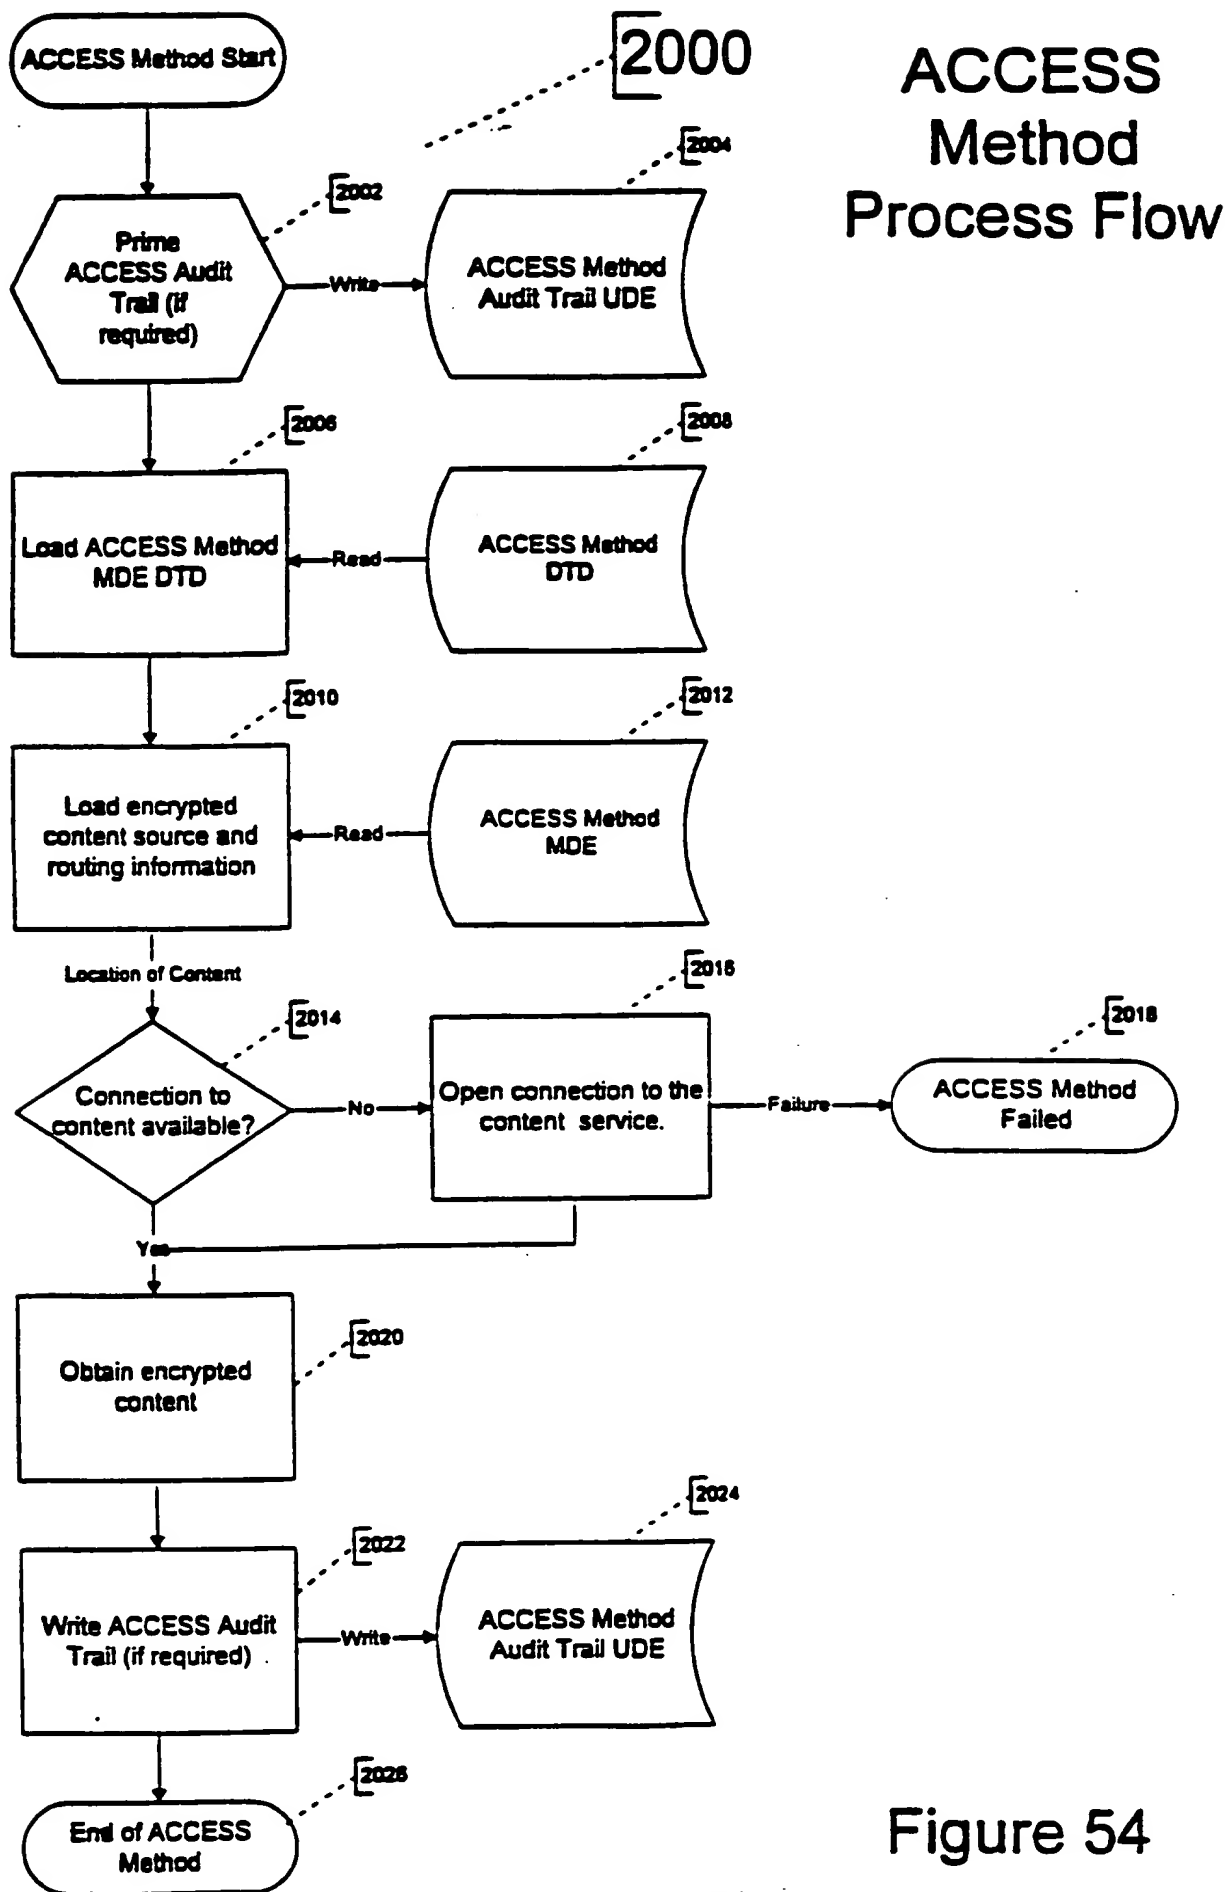 ACCESS Method Start
2000
ACCESS
Method
Process Flow
2002
2004
Prime
ACCESS Audit
Trail (if
required)
Write
ACCESS Method
Audit Trail UDE
2006
2008
Load ACCESS Method
MDE DTD
Read
ACCESS Method
DTD
2010
2012
Load encrypted
content source and
routing information
Read
ACCESS Method
MDE
Location of Content
2014
2016
2018
Connection to
content available?
No
Open connection to the
content service.
Failure
ACCESS Method
Failed
Yes
2020
Obtain encrypted
content
2022
2024
Write ACCESS Audit
Trail (if required)
Write
ACCESS Method
Audit Trail UDE
2026
End of ACCESS
Method
Figure 54